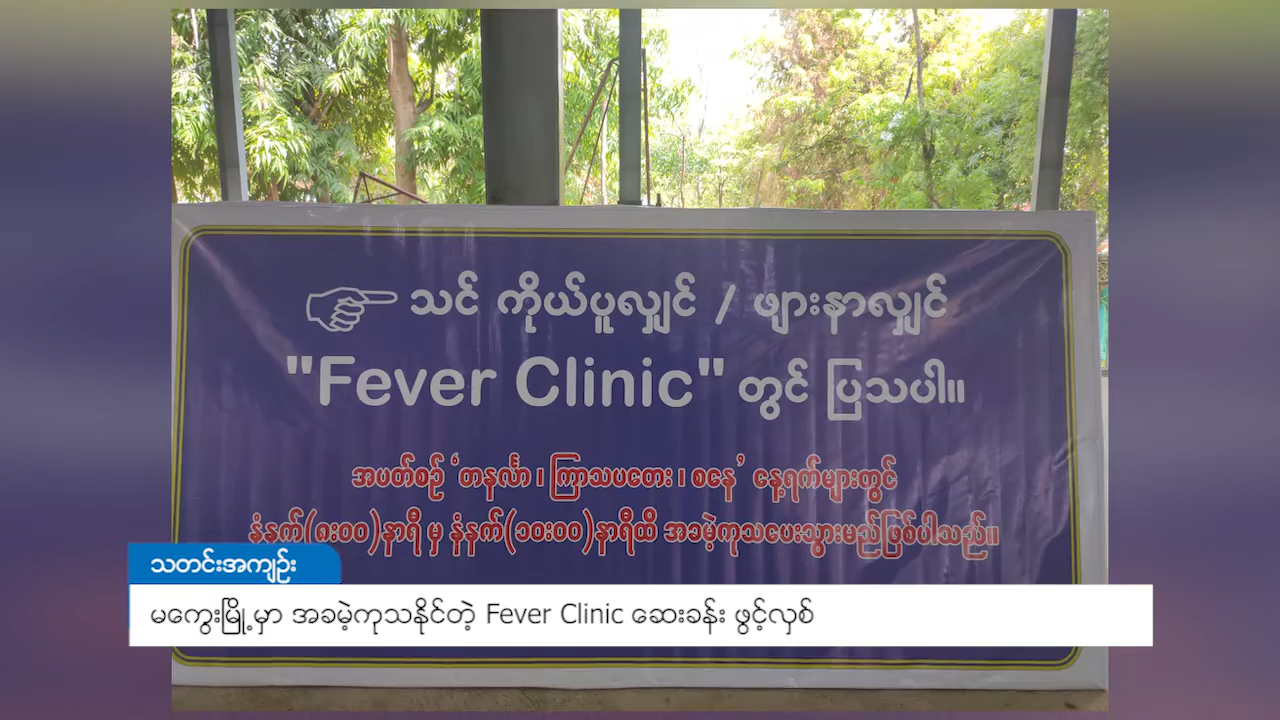 သင် ကိုယ်ပူလျှင် / ဖျားနာလျှင်
"Fever Clinic" တွင် ပြသပါ။
အပတ်စဉ် ‘တနင်္လာ ၊ ကြာသပတေး ၊ စနေ’ နေ့ရက်များတွင်
နံနက်(၈း၀၀)နာရီ မှ နံနက်(၁၀း၀၀)နာရီထိ အခမဲ့ကုသပေးသွားမည်ဖြစ်ပါသည်။
သတင်းအကျဉ်း
မကွေးမြို့မှာ အခမဲ့ကုသနိုင်တဲ့ Fever Clinic ဆေးခန်း ဖွင့်လှစ်